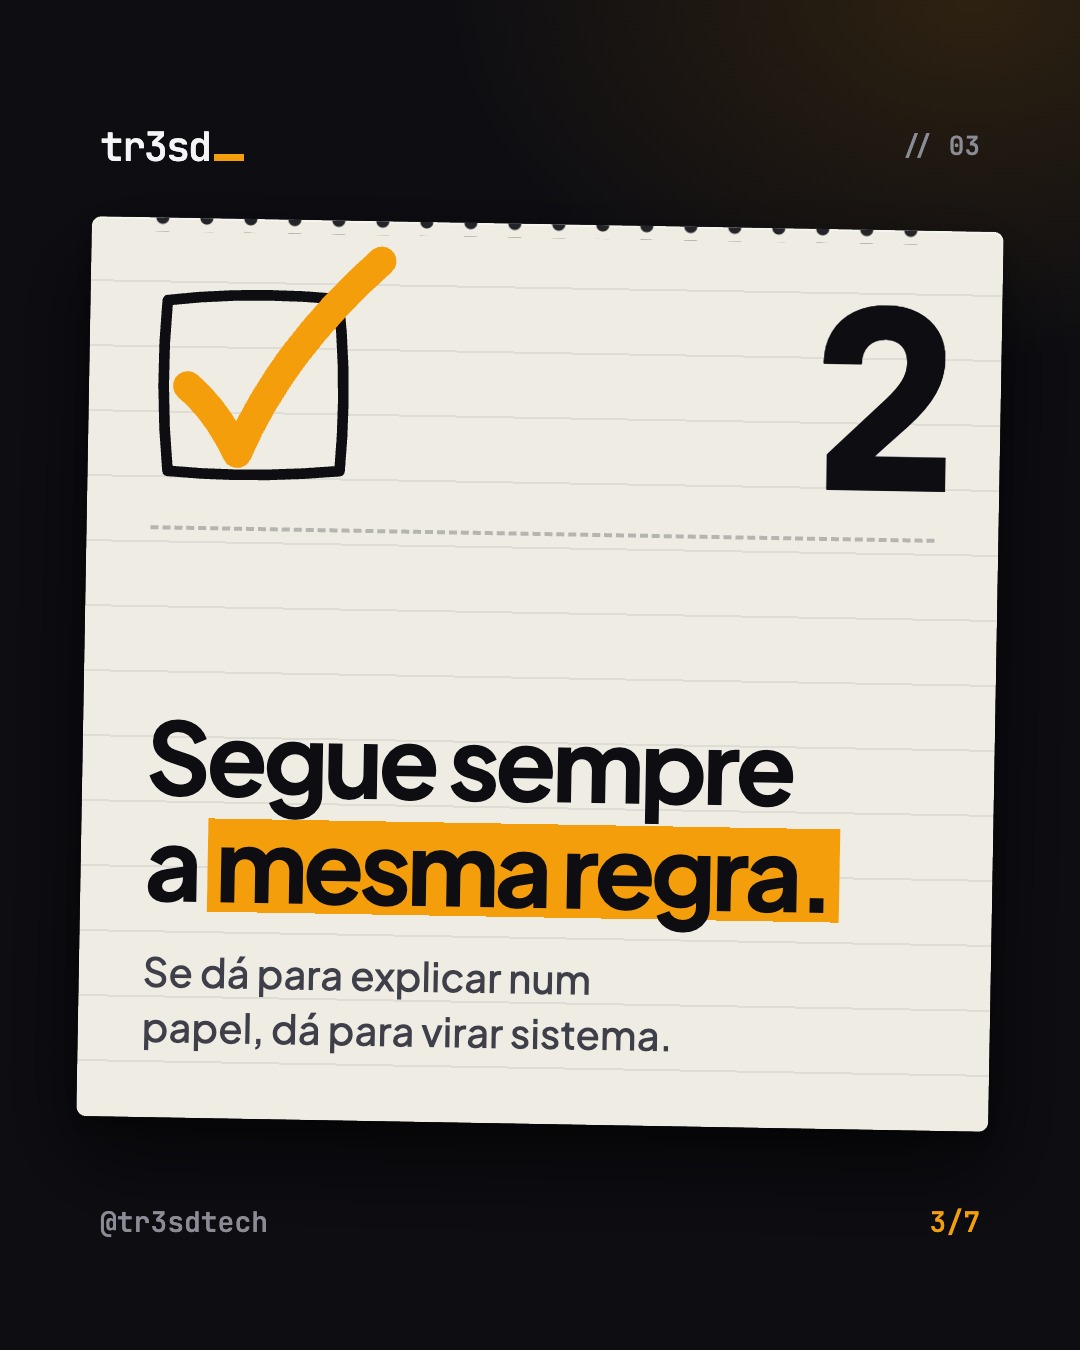 tr3sd_
// 03
2
Segue sempre
a mesma regra.
Se dá para explicar num
papel, dá para virar sistema.
@tr3sdtech
3/7